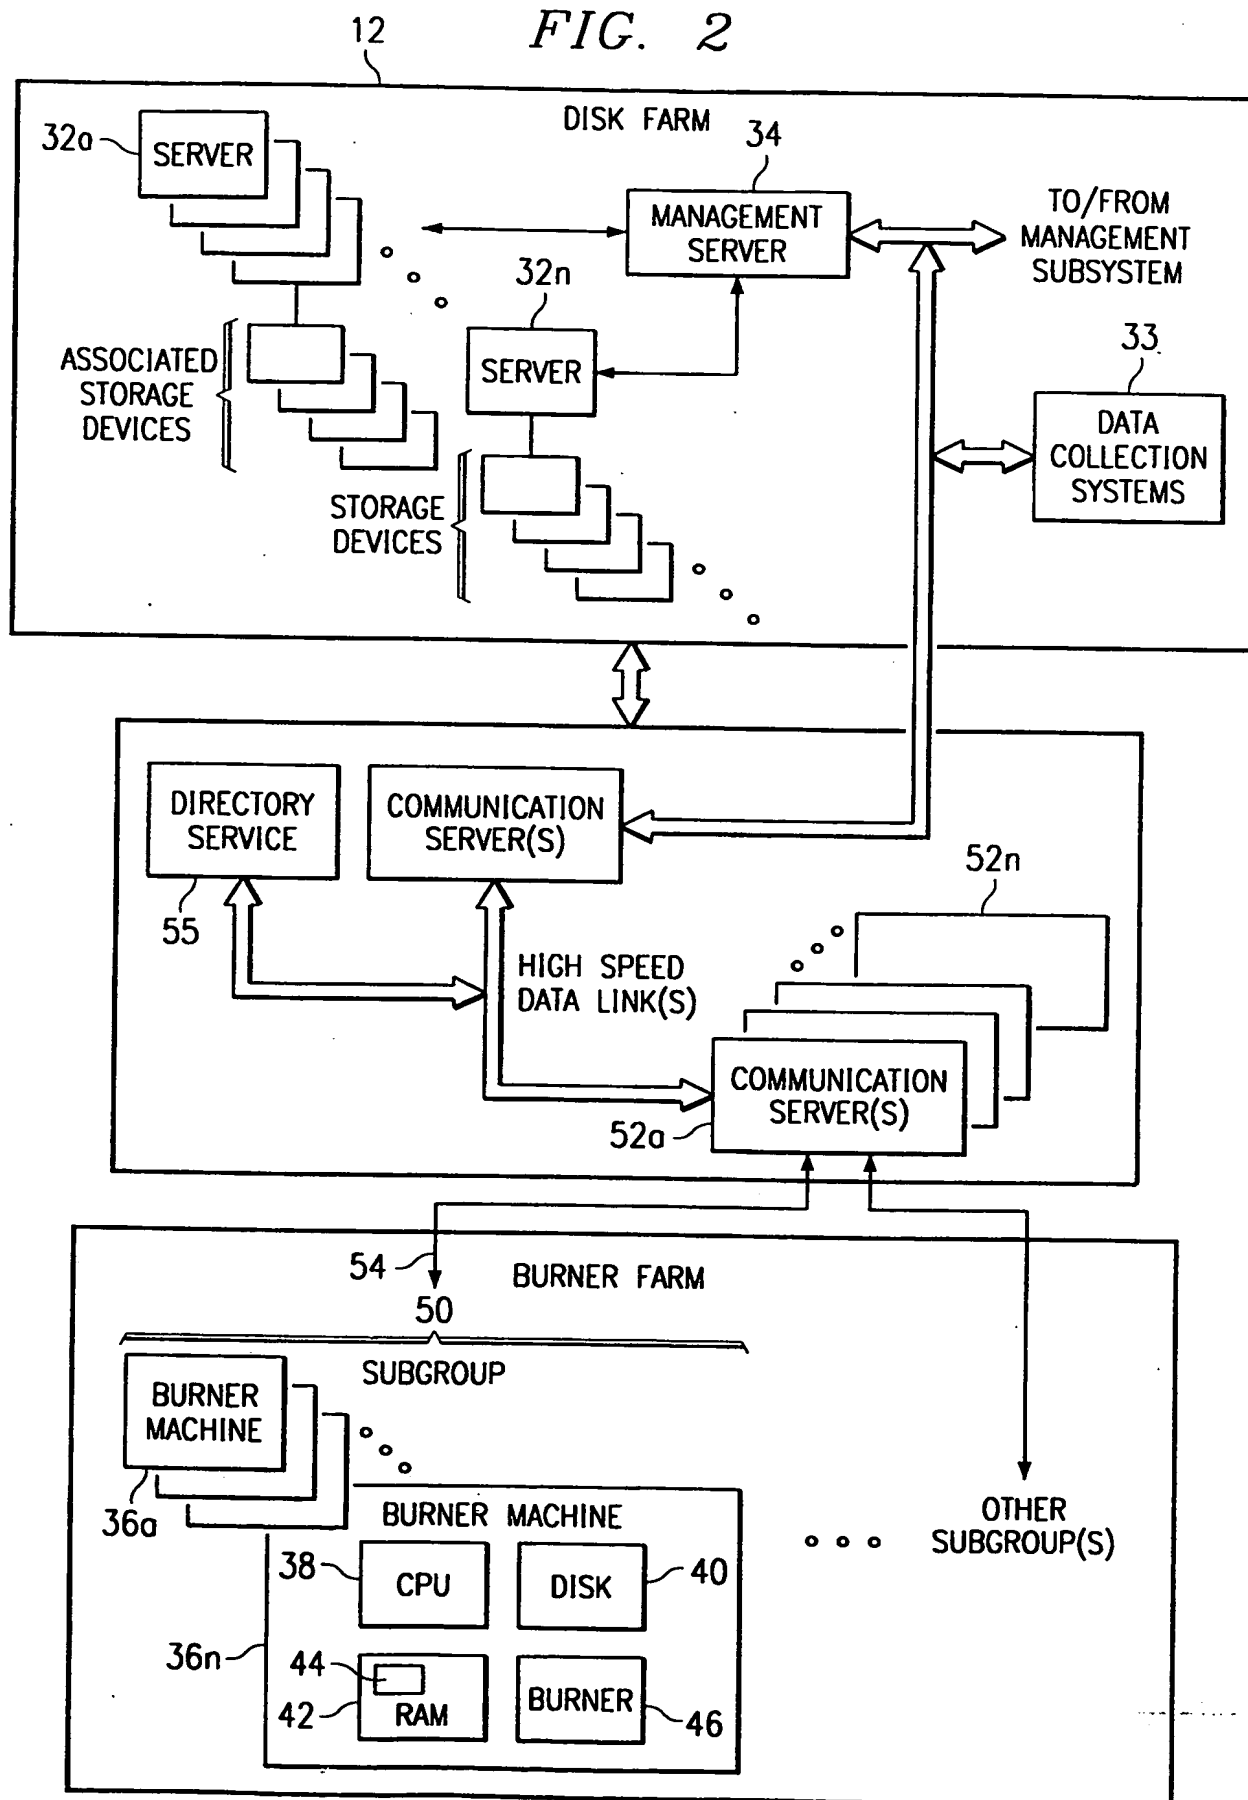 FIG. 2
12
DISK FARM
32a
SERVER
34
MANAGEMENT
SERVER
TO/FROM
MANAGEMENT
SUBSYSTEM
32n
SERVER
ASSOCIATED
STORAGE
DEVICES
33
DATA
COLLECTION
SYSTEMS
STORAGE
DEVICES
DIRECTORY
SERVICE
55
COMMUNICATION
SERVER(S)
52n
HIGH SPEED
DATA LINK(S)
COMMUNICATION
SERVER(S)
52a
54
BURNER FARM
50
SUBGROUP
BURNER
MACHINE
36a
BURNER MACHINE
38
CPU
DISK
40
36n
44
42
RAM
BURNER
46
OTHER
SUBGROUP(S)